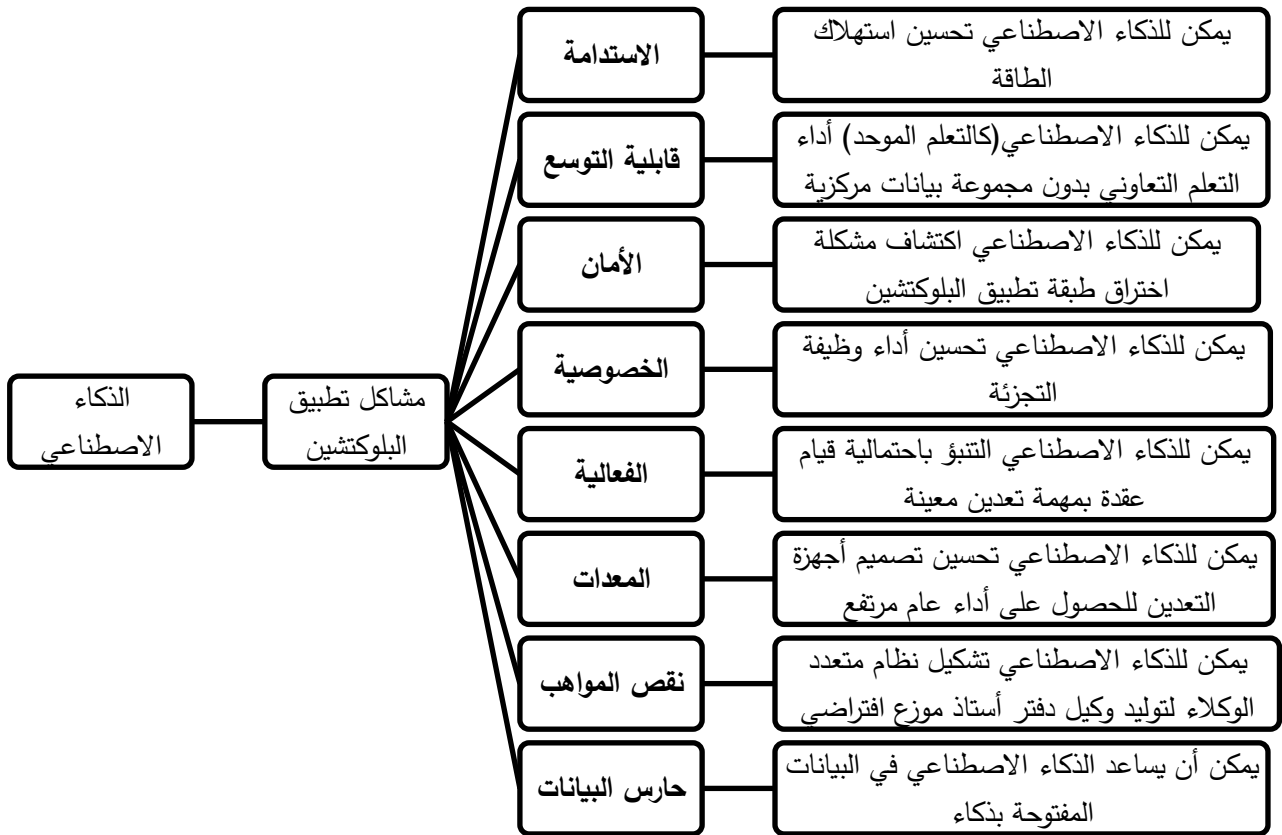 الذكاء
الاصطناعي
مشاكل تطبيق
البلوكتشين
الاستدامة
يمكن للذكاء الاصطناعي تحسين استهلاك
الطاقة
قابلية التوسع
يمكن للذكاء الاصطناعي(كالتعلم الموحد) أداء
التعلم التعاوني بدون مجموعة بيانات مركزية
الأمان
يمكن للذكاء الاصطناعي اكتشاف مشكلة
اختراق طبقة تطبيق البلوكتشين
الخصوصية
يمكن للذكاء الاصطناعي تحسين أداء وظيفة
التجزئة
الفعالية
يمكن للذكاء الاصطناعي التنبؤ باحتمالية قيام
عقدة بمهمة تعدين معينة
المعدات
يمكن للذكاء الاصطناعي تحسين تصميم أجهزة
التعدين للحصول على أداء عام مرتفع
نقص المواهب
يمكن للذكاء الاصطناعي تشكيل نظام متعدد
الوكلاء لتوليد وكيل دفتر أستاذ موزع افتراضي
حارس البيانات
يمكن أن يساعد الذكاء الاصطناعي في البيانات
المفتوحة بذكاء